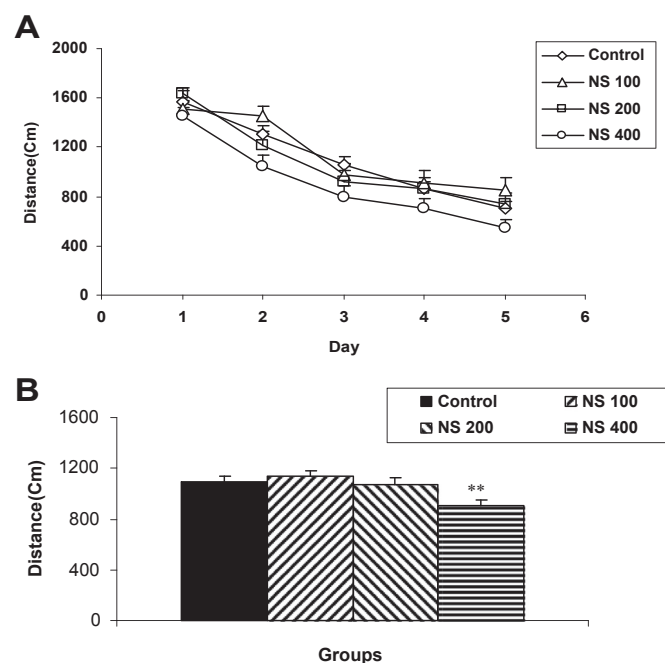 A
2000
1600
1200
800
400
0
Distance(Cm)
0 1 2 3 4 5 6
Day
Control
NS 100
NS 200
NS 400
B
1600
1200
800
400
0
Distance(Cm)
Control NS 100
NS 200 NS 400
**
Groups